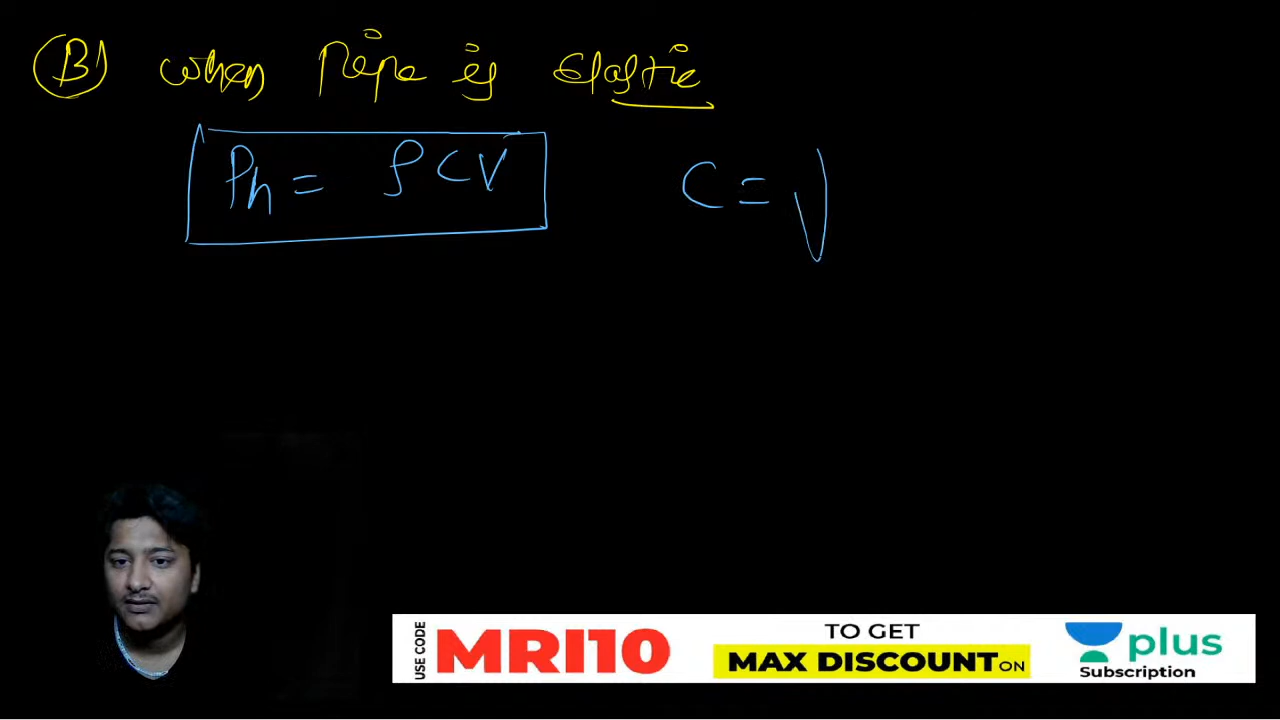 (B) when Pipe is Elastic
Ph = ρCV
C = √
USE CODE MRI10 TO GET MAX DISCOUNT ON plus Subscription